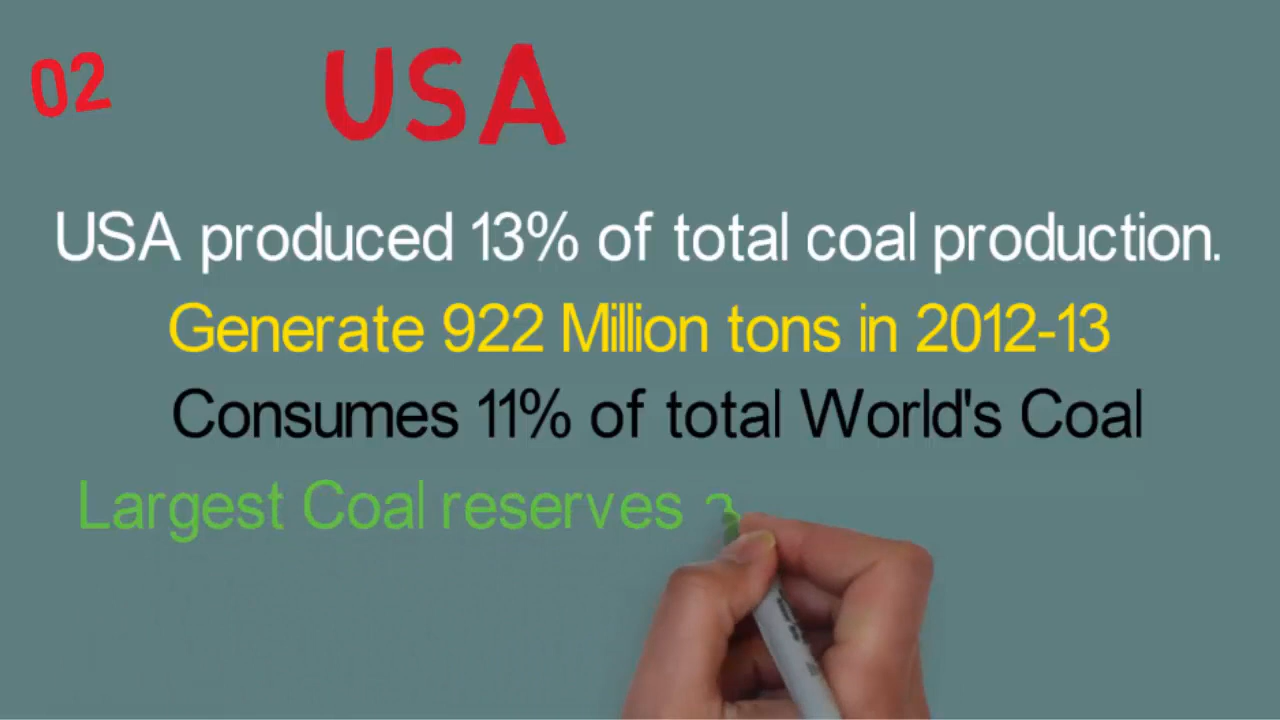 02
USA
USA produced 13% of total coal production.
Generate 922 Million tons in 2012-13
Consumes 11% of total World's Coal
Largest Coal reserves